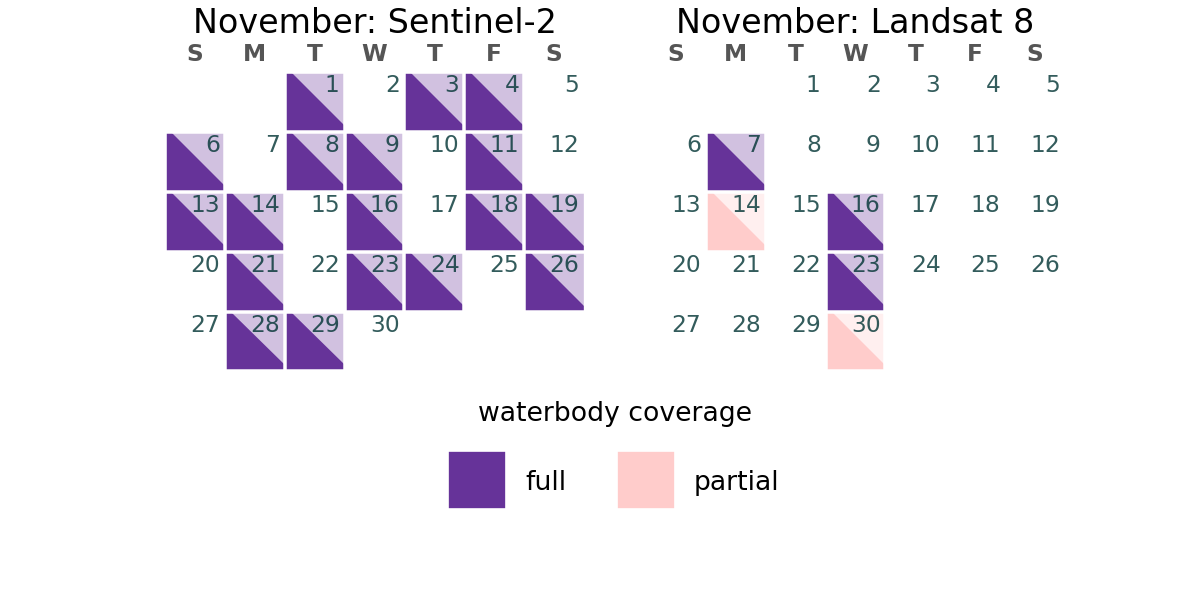 November: Sentinel-2
S M T W T F S
1 2 3 4 5
6 7 8 9 10 11 12
13 14 15 16 17 18 19
20 21 22 23 24 25 26
27 28 29 30
November: Landsat 8
S M T W T F S
1 2 3 4 5
6 7 8 9 10 11 12
13 14 15 16 17 18 19
20 21 22 23 24 25 26
27 28 29 30
waterbody coverage
full partial